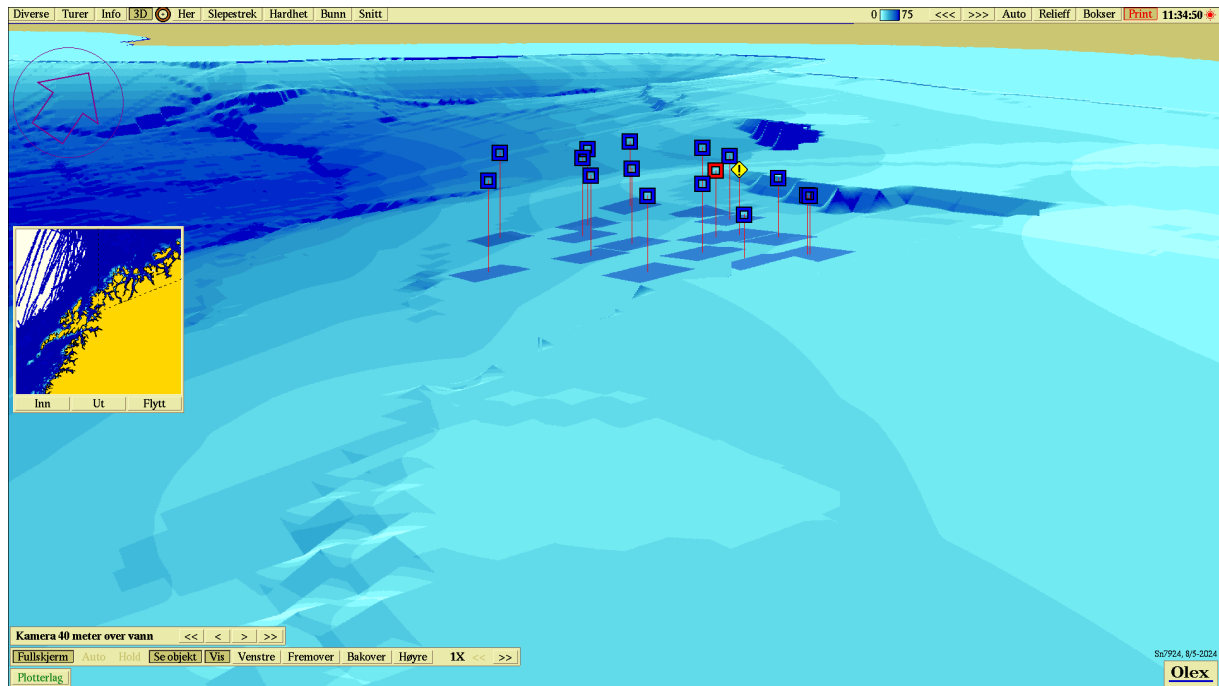 Diverse Turer Info 3D Her Slepestrek Hardhet Bunn Snitt 0 75 <<< >>> Auto Relieff Bokser Print 11:34:50
!
Inn Ut Flytt
Kamera 40 meter over vann << < > >>
Fullskjerm Auto Hold Se objekt Vis Venstre Fremover Bakover Høyre 1X << >>
Sn7924, 8/5-2024
Plotterlag
Olex